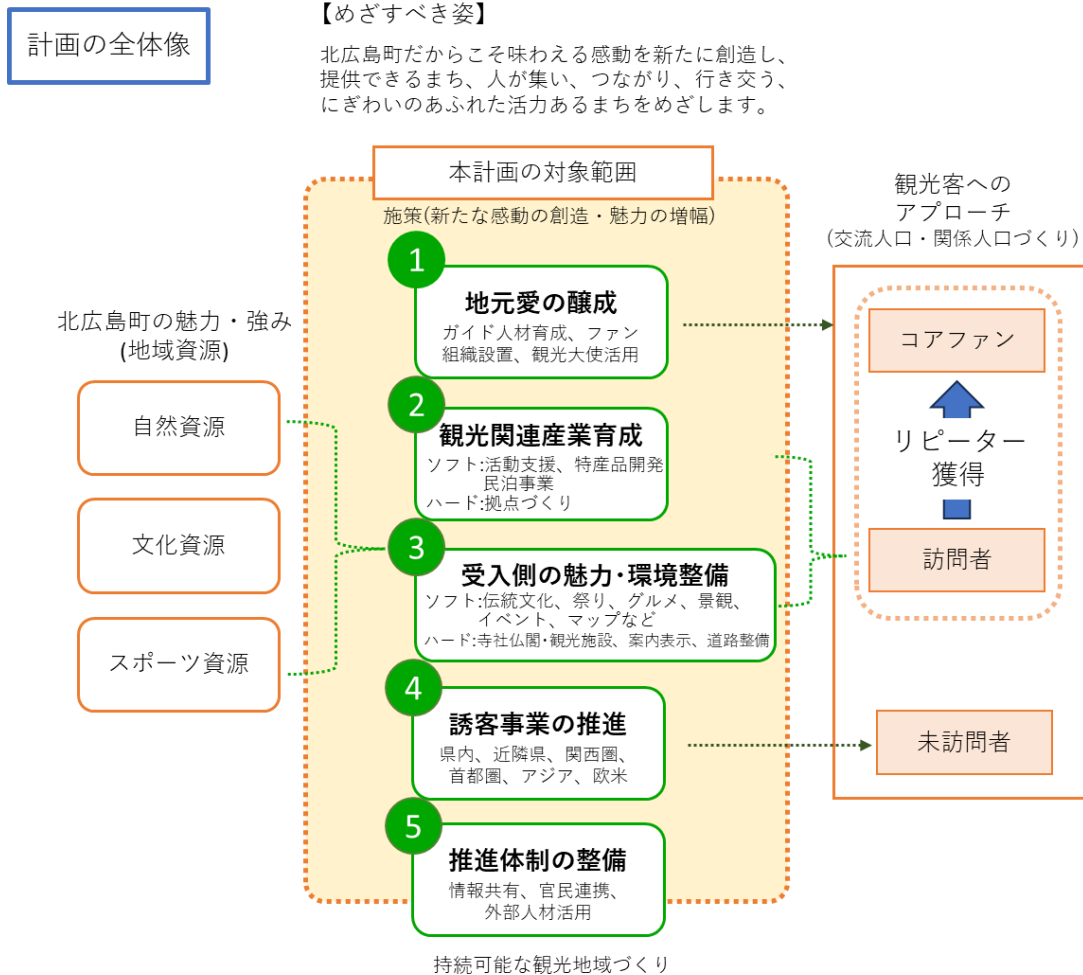 計画の全体像
【めざすべき姿】
北広島町だからこそ味わえる感動を新たに創造し、
提供できるまち、人が集い、つながり、行き交う、
にぎわいのあふれた活力あるまちをめざします。
北広島町の魅力・強み
(地域資源)
自然資源
文化資源
スポーツ資源
本計画の対象範囲
施策(新たな感動の創造・魅力の増幅)
1
地元愛の醸成
ガイド人材育成、ファン
組織設置、観光大使活用
2
観光関連産業育成
ソフト:活動支援、特産品開発
民泊事業
ハード:拠点づくり
3
受入側の魅力・環境整備
ソフト:伝統文化、祭り、グルメ、景観、
イベント、マップなど
ハード:寺社仏閣・観光施設、案内表示、道路整備
4
誘客事業の推進
県内、近隣県、関西圏、
首都圏、アジア、欧米
5
推進体制の整備
情報共有、官民連携、
外部人材活用
持続可能な観光地域づくり
観光客への
アプローチ
(交流人口・関係人口づくり)
コアファン
リピーター
獲得
訪問者
未訪問者